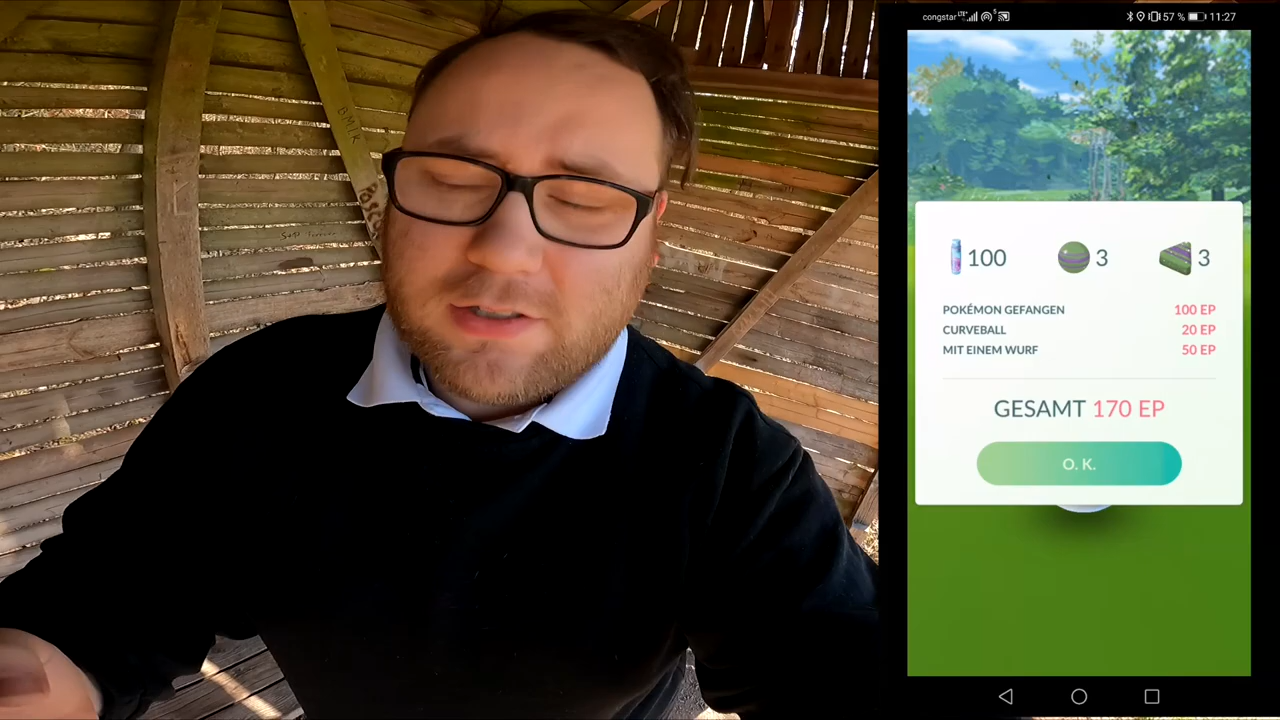 congstar 57 % 11:27
BMIK
100 3 3
POKÉMON GEFANGEN 100 EP
CURVEBALL 20 EP
MIT EINEM WURF 50 EP
GESAMT 170 EP
O. K.